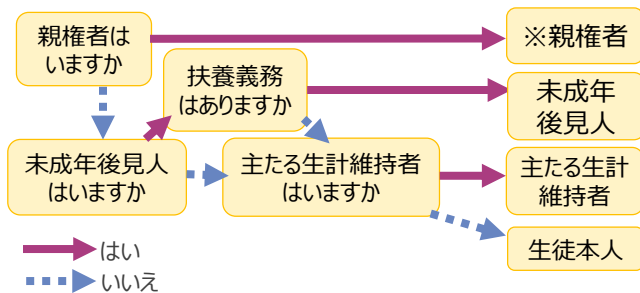 親権者は
いますか
※親権者
扶養義務
はありますか
未成年
後見人
未成年後見人
はいますか
主たる生計維持者
はいますか
主たる生計
維持者
生徒本人
はい
いいえ